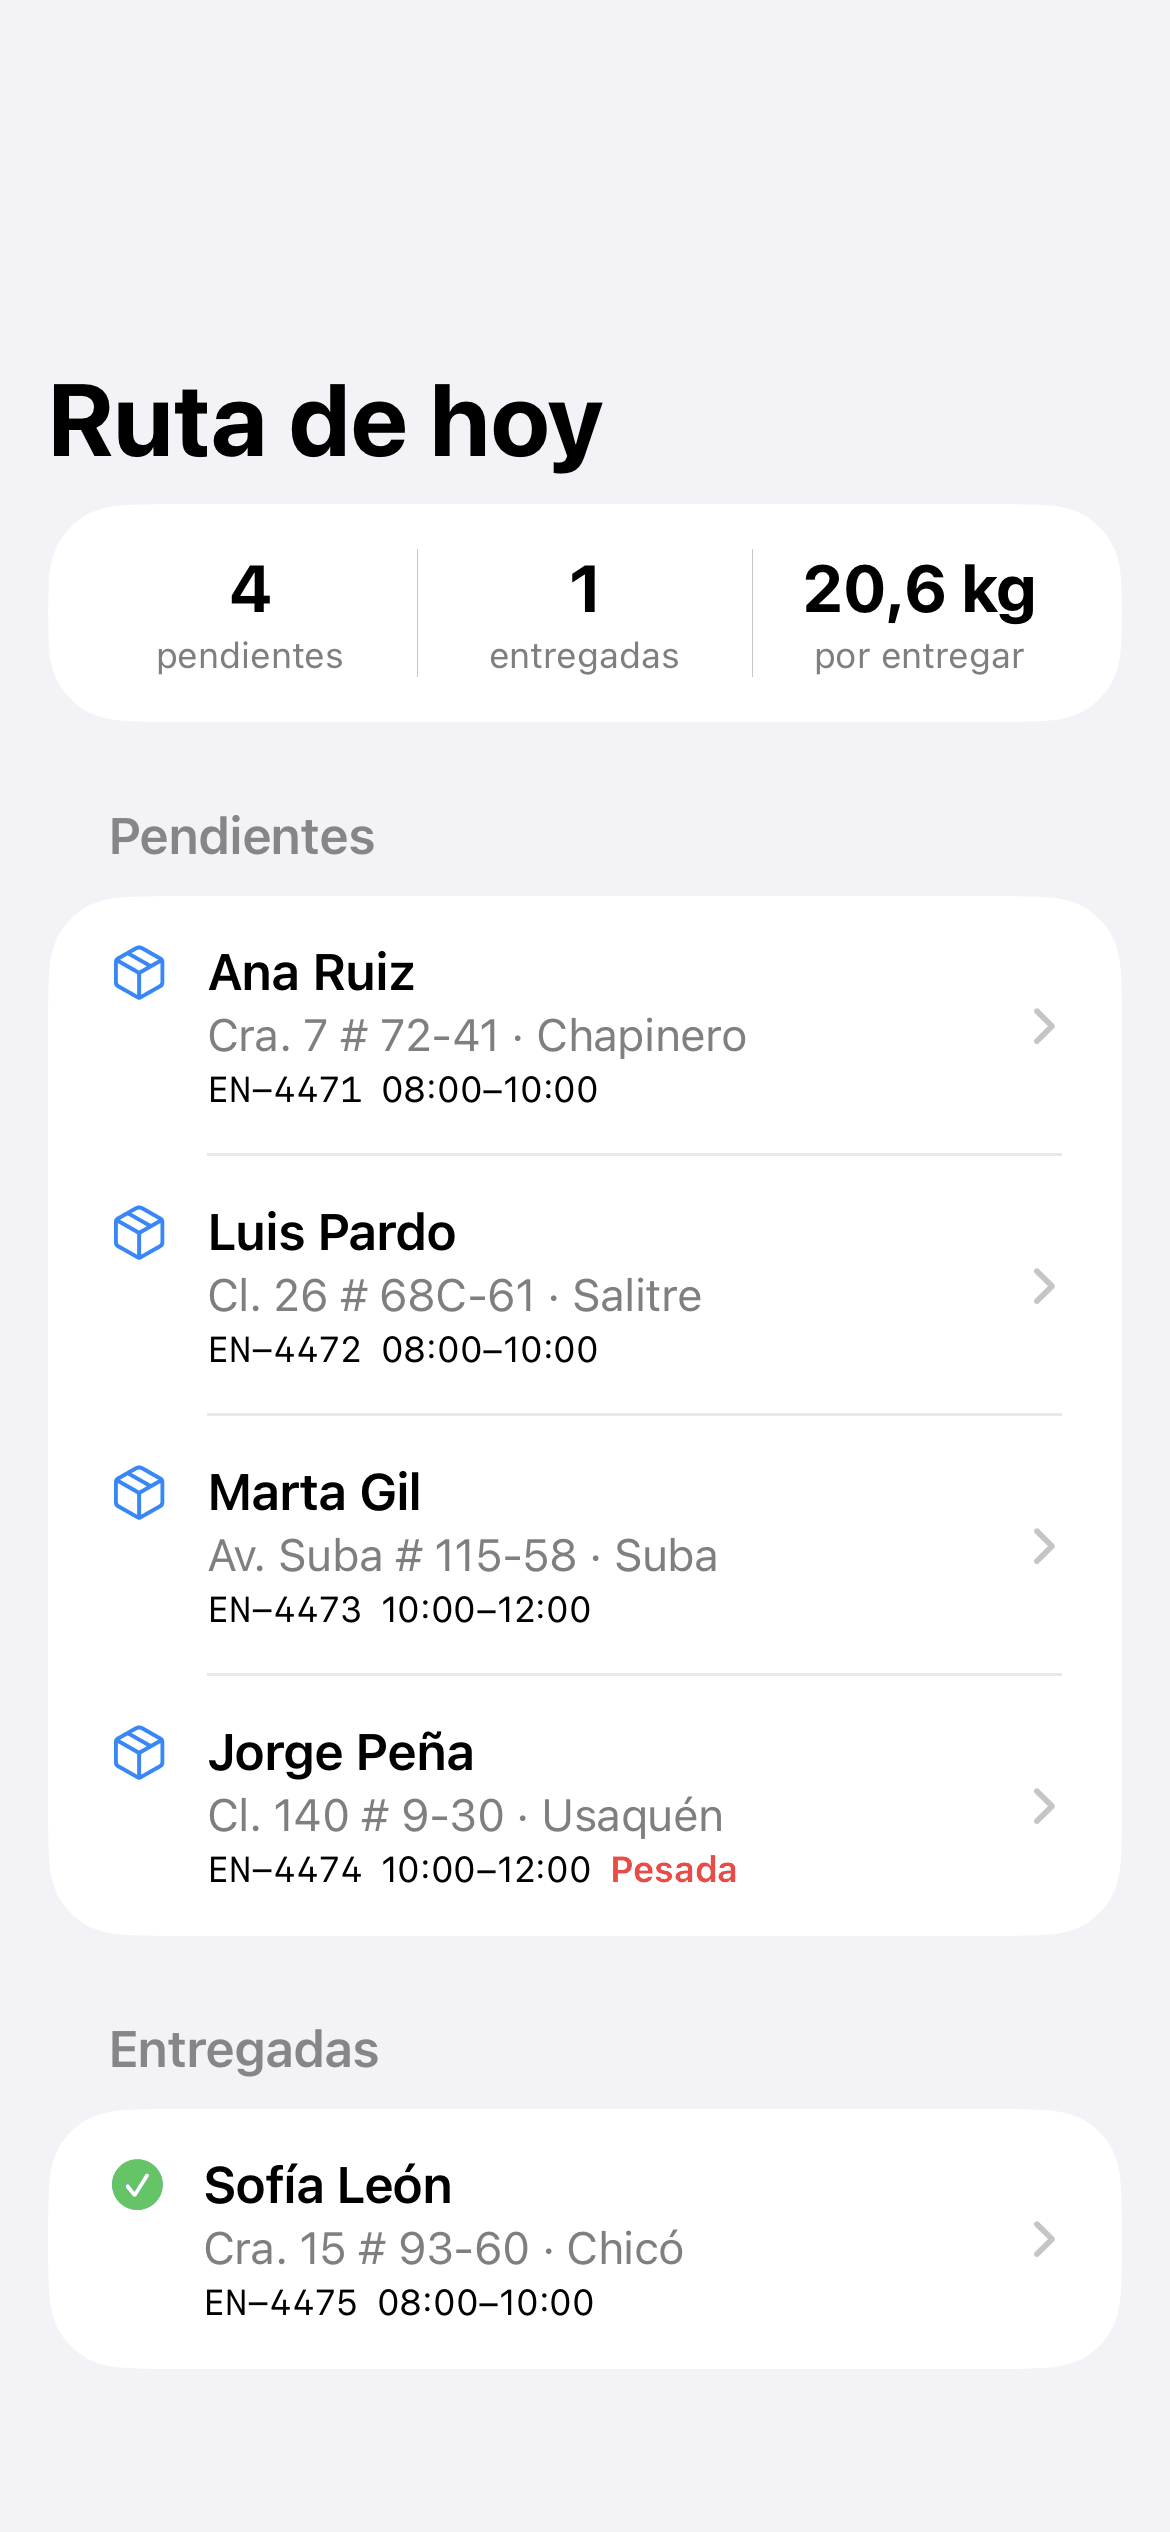 Ruta de hoy
4
pendientes
1
entregadas
20,6 kg
por entregar
Pendientes
Ana Ruiz
Cra. 7 # 72-41 · Chapinero
EN–4471 08:00–10:00
Luis Pardo
Cl. 26 # 68C-61 · Salitre
EN–4472 08:00–10:00
Marta Gil
Av. Suba # 115-58 · Suba
EN–4473 10:00–12:00
Jorge Peña
Cl. 140 # 9-30 · Usaquén
EN–4474 10:00–12:00 Pesada
Entregadas
Sofía León
Cra. 15 # 93-60 · Chicó
EN–4475 08:00–10:00